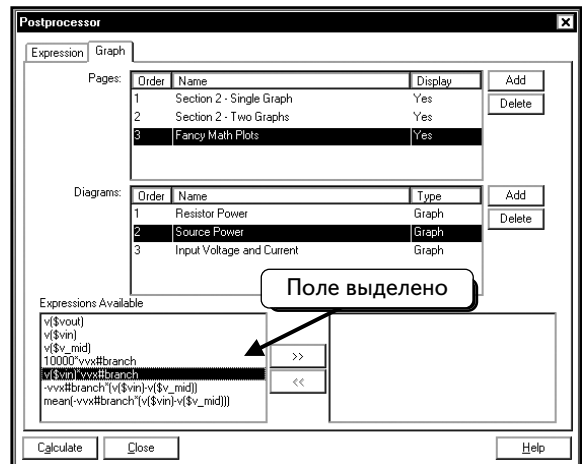 Postprocessor
Expression Graph
Pages: Order Name Display Add
1 Section 2 - Single Graph Yes Delete
2 Section 2 - Two Graphs Yes
3 Fancy Math Plots Yes
Diagrams: Order Name Type Add
1 Resistor Power Graph Delete
2 Source Power Graph
3 Input Voltage and Current Graph
Поле выделено
Expressions Available
v($vout)
v($vin)
v($v_mid)
10000*vvx#branch
>>
v($vin)*vvx#branch
<<
-vvx#branch*(v($vin)-v($v_mid))
mean(-vvx#branch*(v($vin)-v($v_mid)))
Calculate Close Help